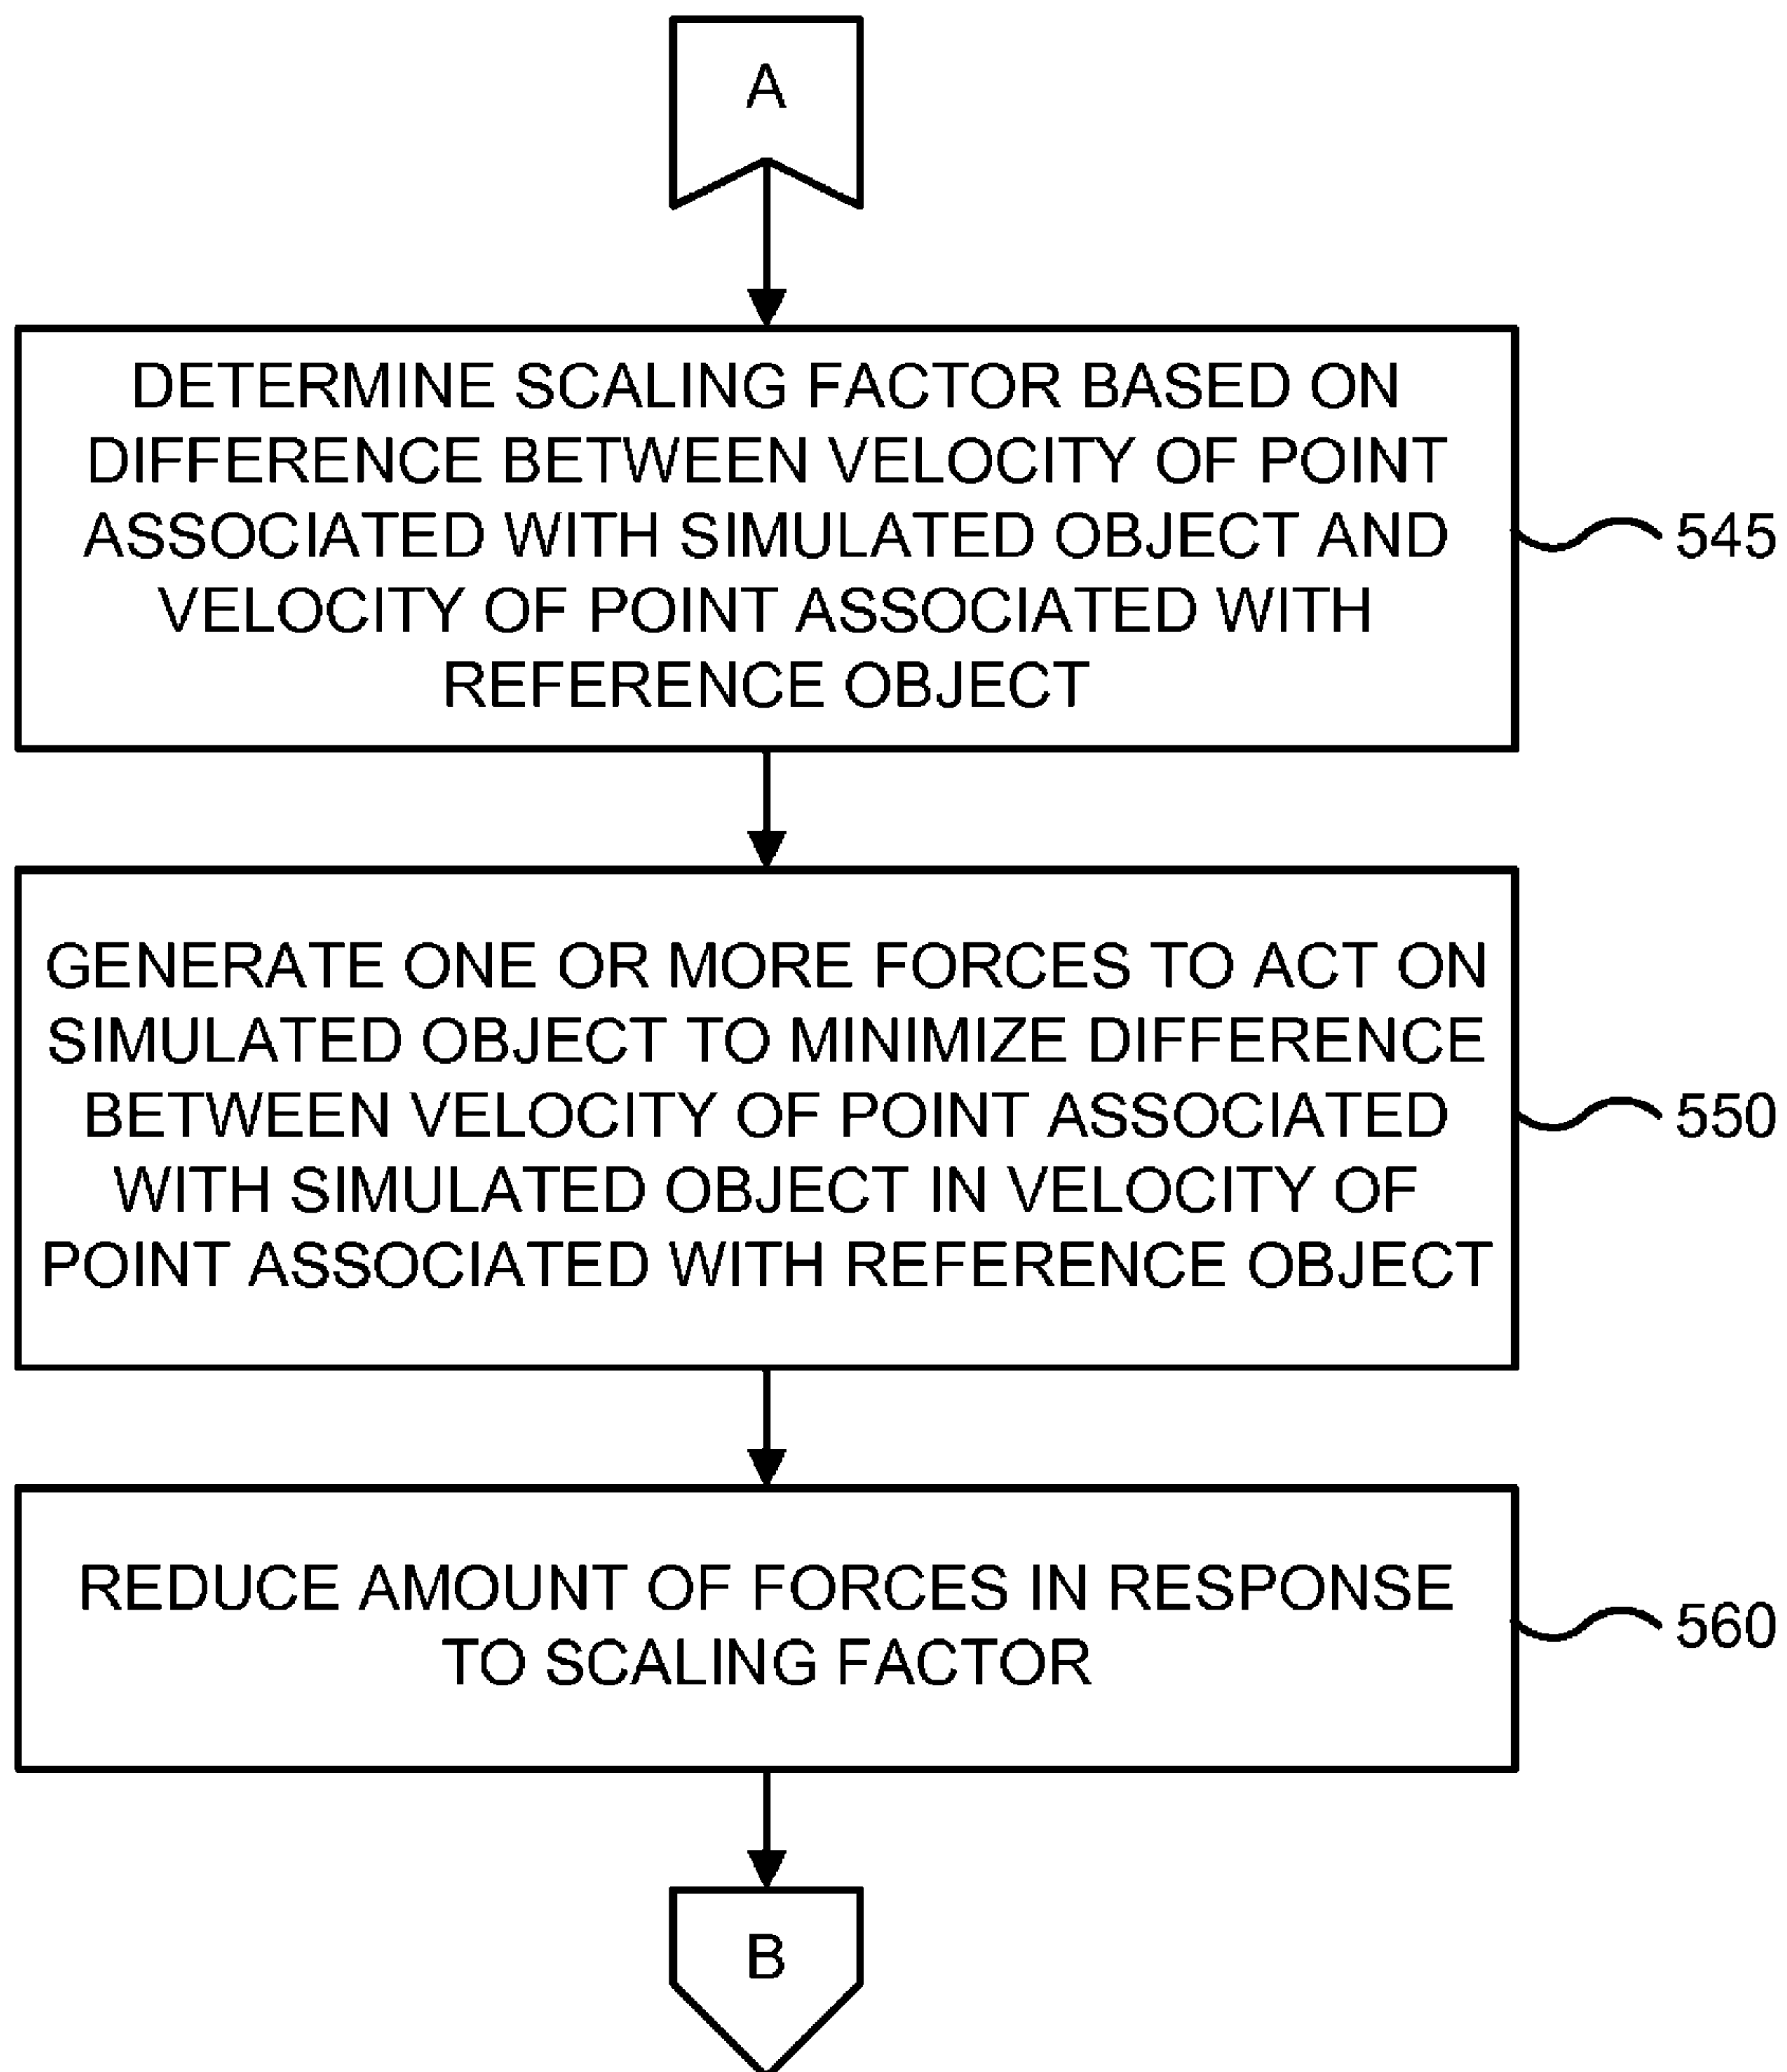 A
DETERMINE SCALING FACTOR BASED ON
DIFFERENCE BETWEEN VELOCITY OF POINT
ASSOCIATED WITH SIMULATED OBJECT AND
VELOCITY OF POINT ASSOCIATED WITH
REFERENCE OBJECT
545
GENERATE ONE OR MORE FORCES TO ACT ON
SIMULATED OBJECT TO MINIMIZE DIFFERENCE
BETWEEN VELOCITY OF POINT ASSOCIATED
WITH SIMULATED OBJECT IN VELOCITY OF
POINT ASSOCIATED WITH REFERENCE OBJECT
550
REDUCE AMOUNT OF FORCES IN RESPONSE
TO SCALING FACTOR
560
B